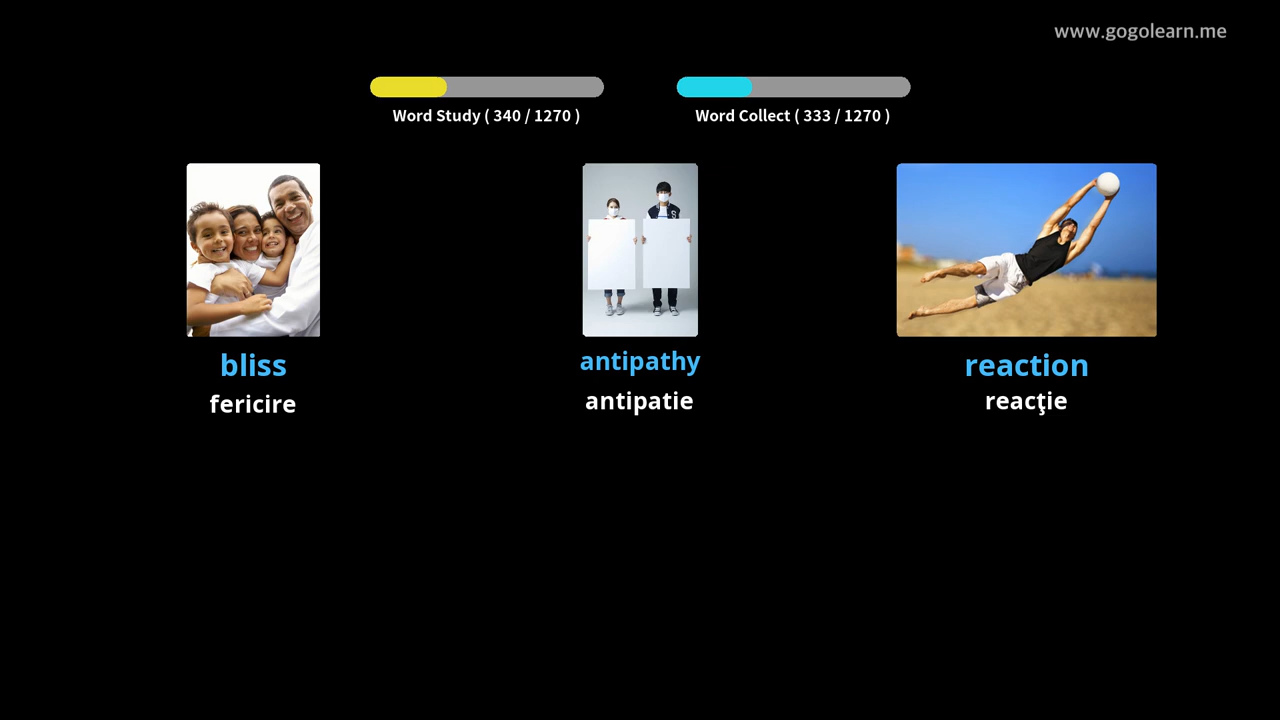 www.gogolearn.me
Word Study ( 340 / 1270 )
Word Collect ( 333 / 1270 )
bliss
fericire
antipathy
antipatie
reaction
reacţie